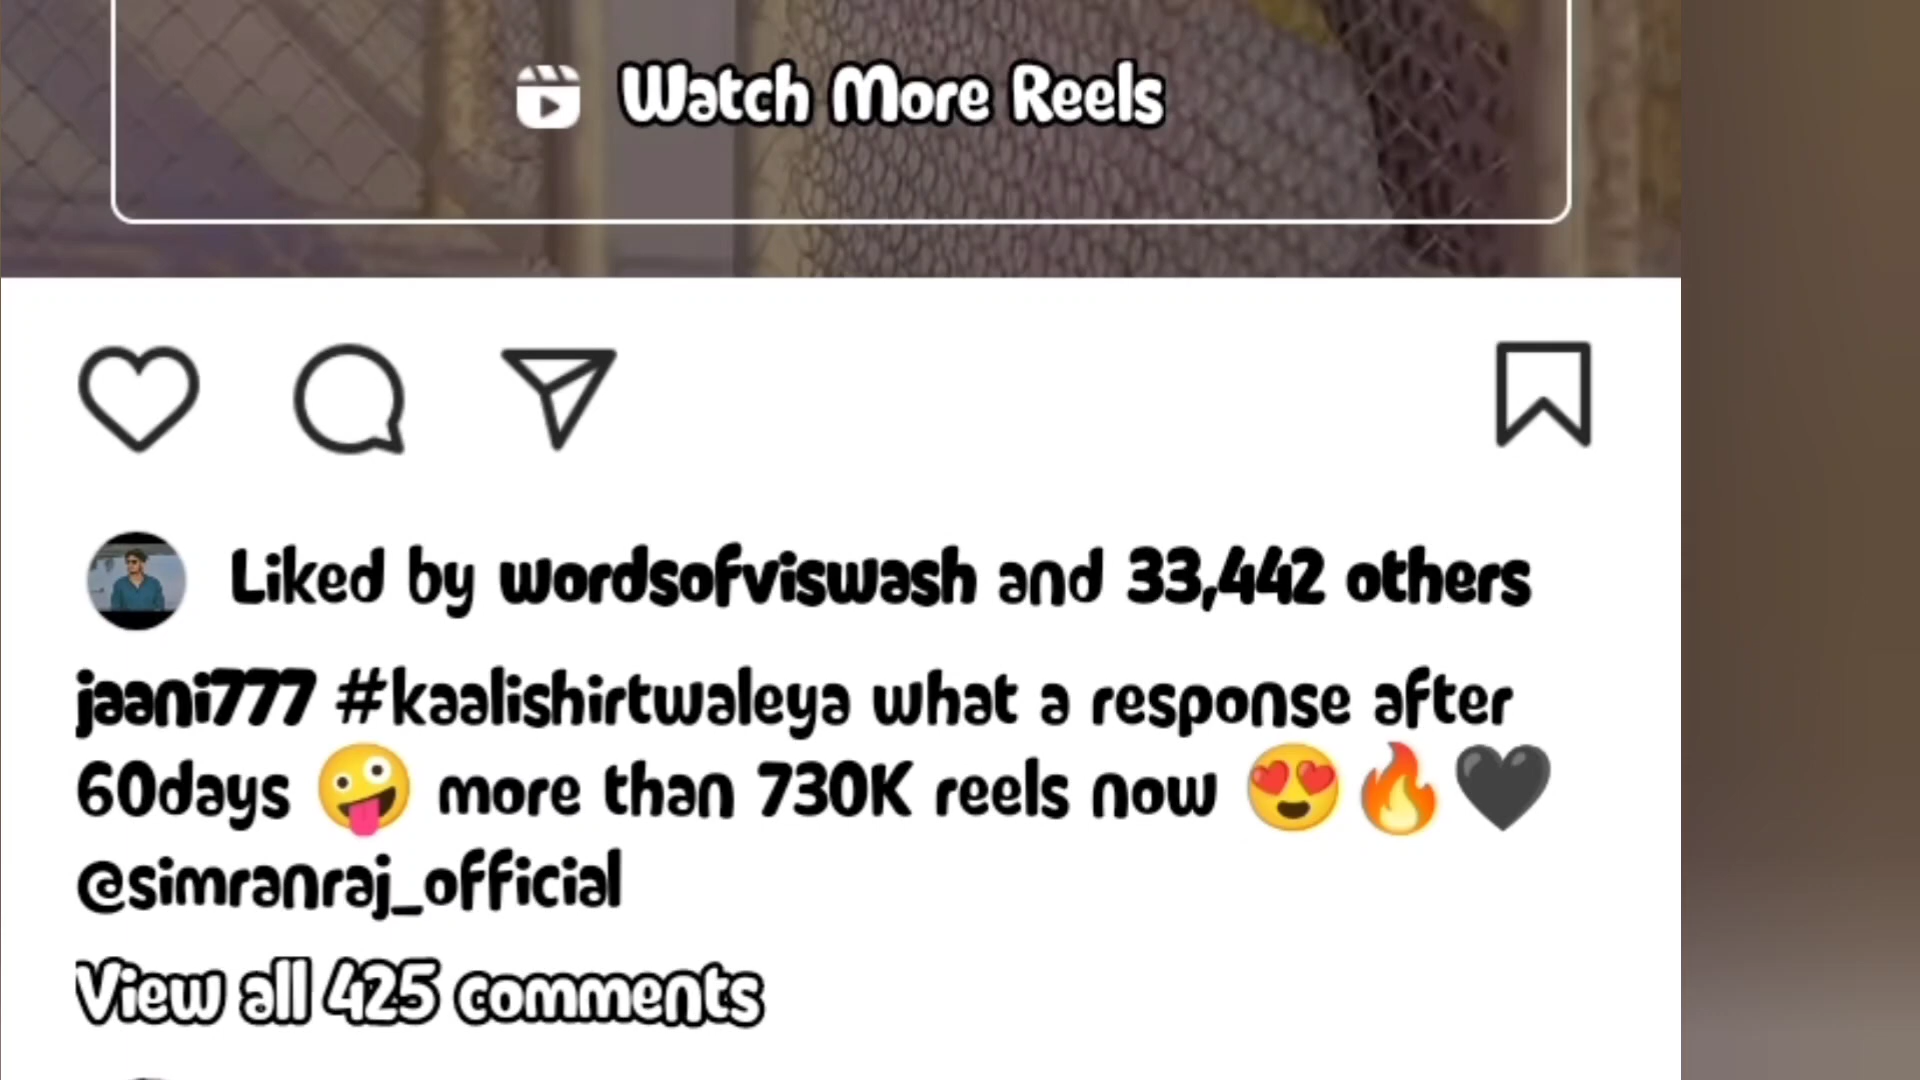 Watch More Reels
Liked by wordsofviswash and 33,442 others
jaani777 #kaalishirtwaleya what a response after
60days 🤪 more than 730K reels now 😍🔥🖤
@simranraj_official
View all 425 comments